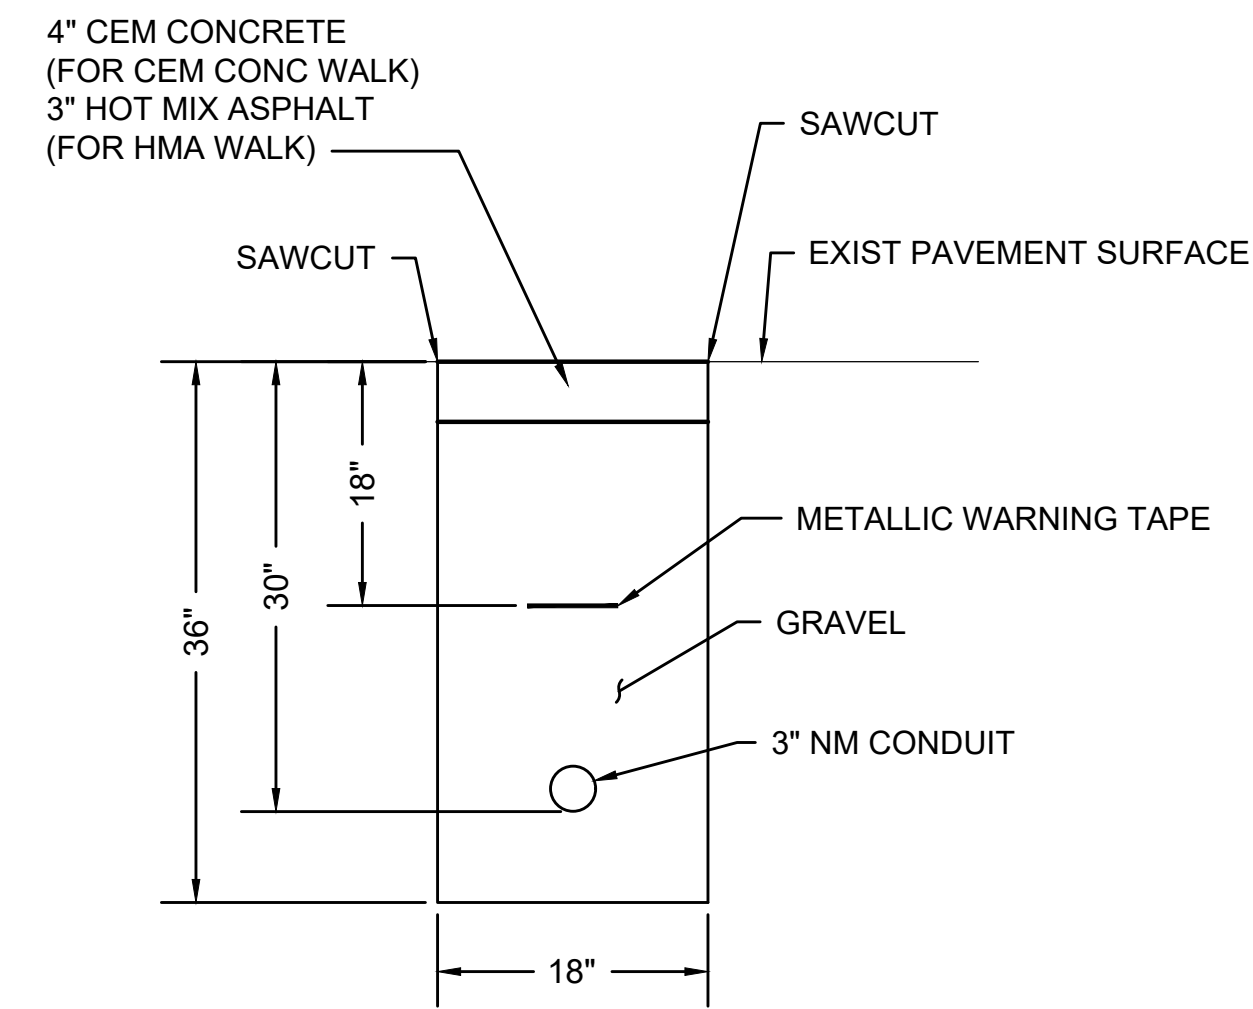 4" CEM CONCRETE
(FOR CEM CONC WALK)
3" HOT MIX ASPHALT
(FOR HMA WALK)
SAWCUT
SAWCUT
EXIST PAVEMENT SURFACE
18"
30"
36"
METALLIC WARNING TAPE
GRAVEL
3" NM CONDUIT
18"